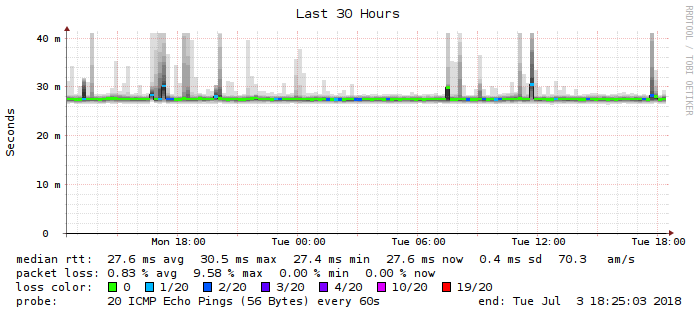 Last 30 Hours
RRDTOOL / TOBI OETIKER
Seconds
40 m
30 m
20 m
10 m
0
Mon 18:00 Tue 00:00 Tue 06:00 Tue 12:00 Tue 18:00
median rtt: 27.6 ms avg 30.5 ms max 27.4 ms min 27.6 ms now 0.4 ms sd 70.3 am/s
packet loss: 0.83 % avg 9.58 % max 0.00 % min 0.00 % now
loss color: 0 1/20 2/20 3/20 4/20 10/20 19/20
probe: 20 ICMP Echo Pings (56 Bytes) every 60s end: Tue Jul 3 18:25:03 2018